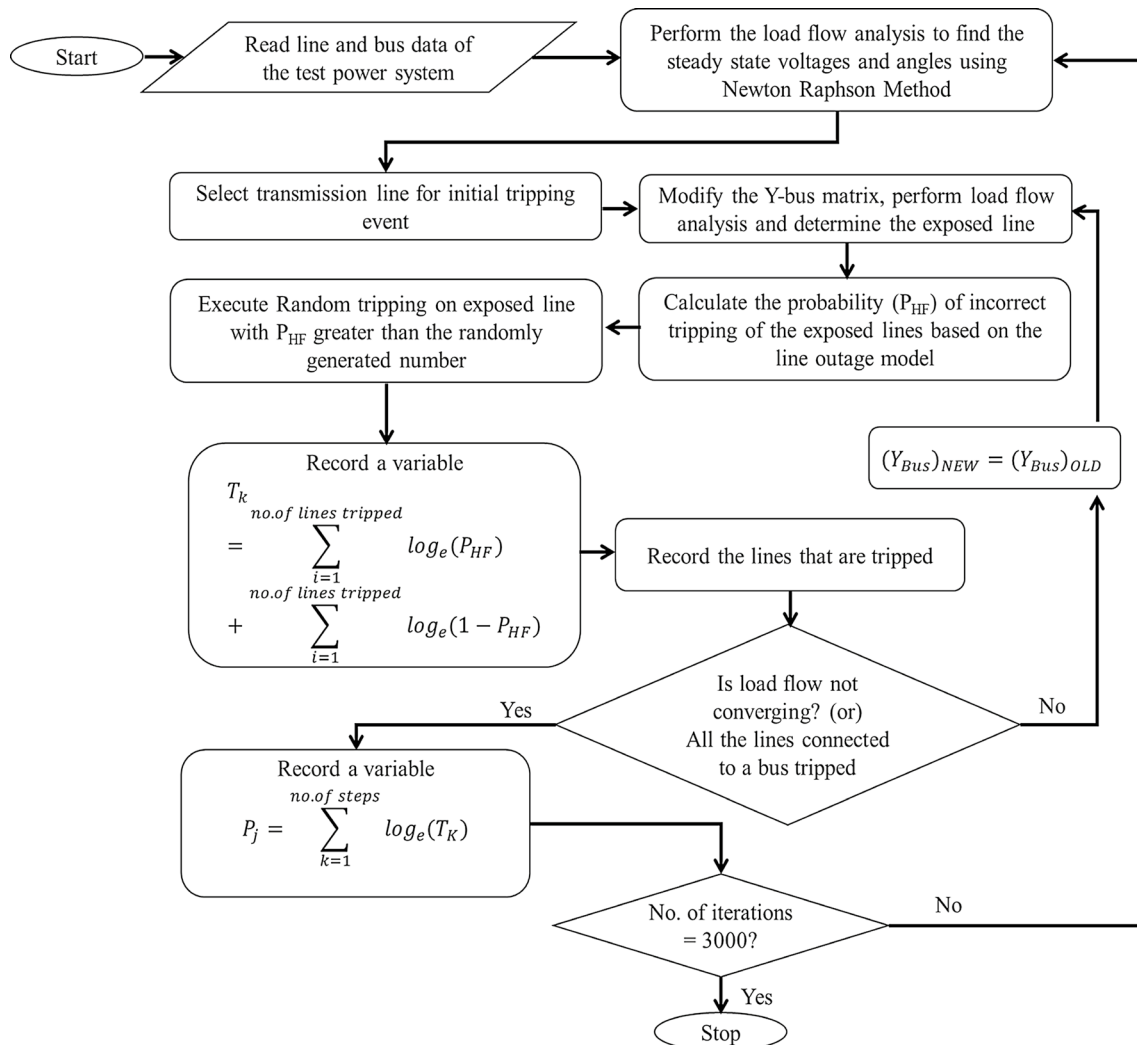 Start
Read line and bus data of
the test power system
Perform the load flow analysis to find the
steady state voltages and angles using
Newton Raphson Method
Select transmission line for initial tripping
event
Modify the Y-bus matrix, perform load flow
analysis and determine the exposed line
Execute Random tripping on exposed line
with P_HF greater than the randomly
generated number
Calculate the probability (P_HF) of incorrect
tripping of the exposed lines based on the
line outage model
Record a variable
T_k
= \sum_{i=1}^{no.of lines tripped} log_e(P_HF)
+ \sum_{i=1}^{no.of lines tripped} log_e(1 − P_HF)
(Y_Bus)_NEW = (Y_Bus)_OLD
Record the lines that are tripped
Is load flow not
converging? (or)
All the lines connected
to a bus tripped
Yes
No
Record a variable
P_j = \sum_{k=1}^{no.of steps} log_e(T_K)
No. of iterations
= 3000?
No
Yes
Stop